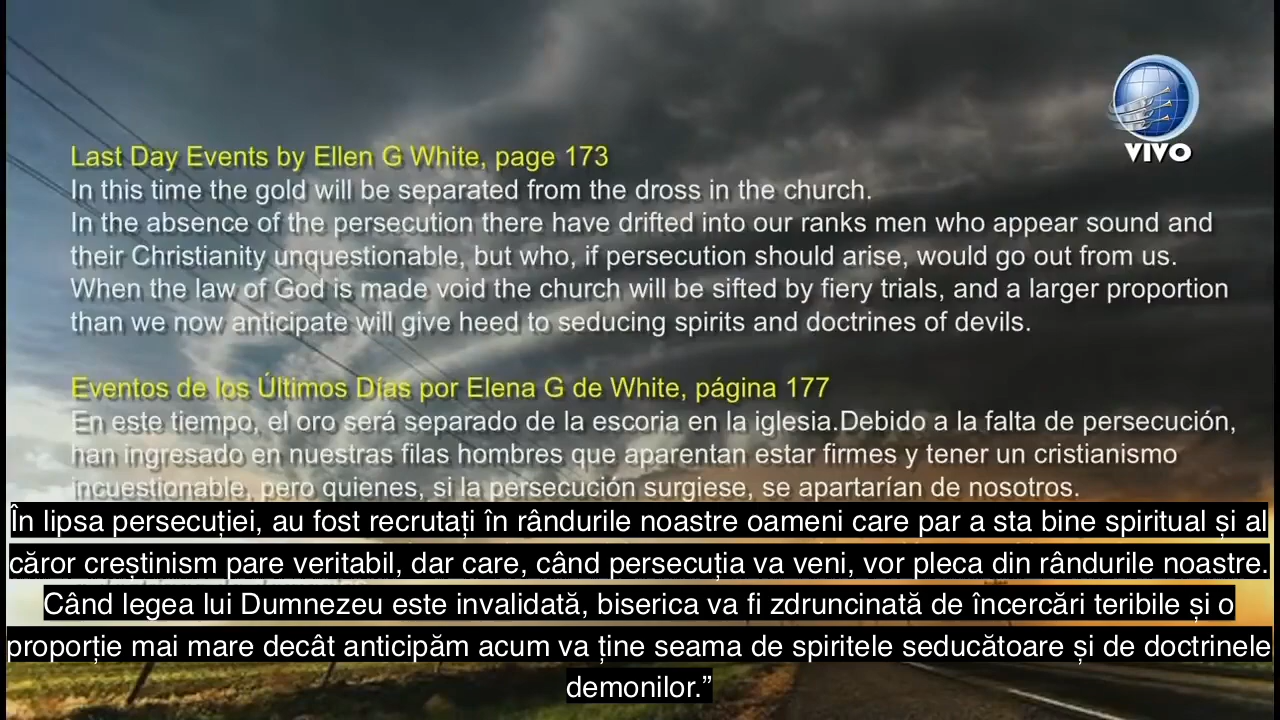 VIVO
Last Day Events by Ellen G White, page 173
In this time the gold will be separated from the dross in the church.
In the absence of the persecution there have drifted into our ranks men who appear sound and
their Christianity unquestionable, but who, if persecution should arise, would go out from us.
When the law of God is made void the church will be sifted by fiery trials, and a larger proportion
than we now anticipate will give heed to seducing spirits and doctrines of devils.
Eventos de los Últimos Días por Elena G de White, página 177
En este tiempo, el oro será separado de la escoria en la iglesia.Debido a la falta de persecución,
han ingresado en nuestras filas hombres que aparentan estar firmes y tener un cristianismo
incuestionable, pero quienes, si la persecución surgiese, se apartarían de nosotros.
În lipsa persecuției, au fost recrutați în rândurile noastre oameni care par a sta bine spiritual și al
căror creștinism pare veritabil, dar care, când persecuția va veni, vor pleca din rândurile noastre.
Când legea lui Dumnezeu este invalidată, biserica va fi zdruncinată de încercări teribile și o
proporție mai mare decât anticipăm acum va ține seama de spiritele seducătoare și de doctrinele
demonilor.”